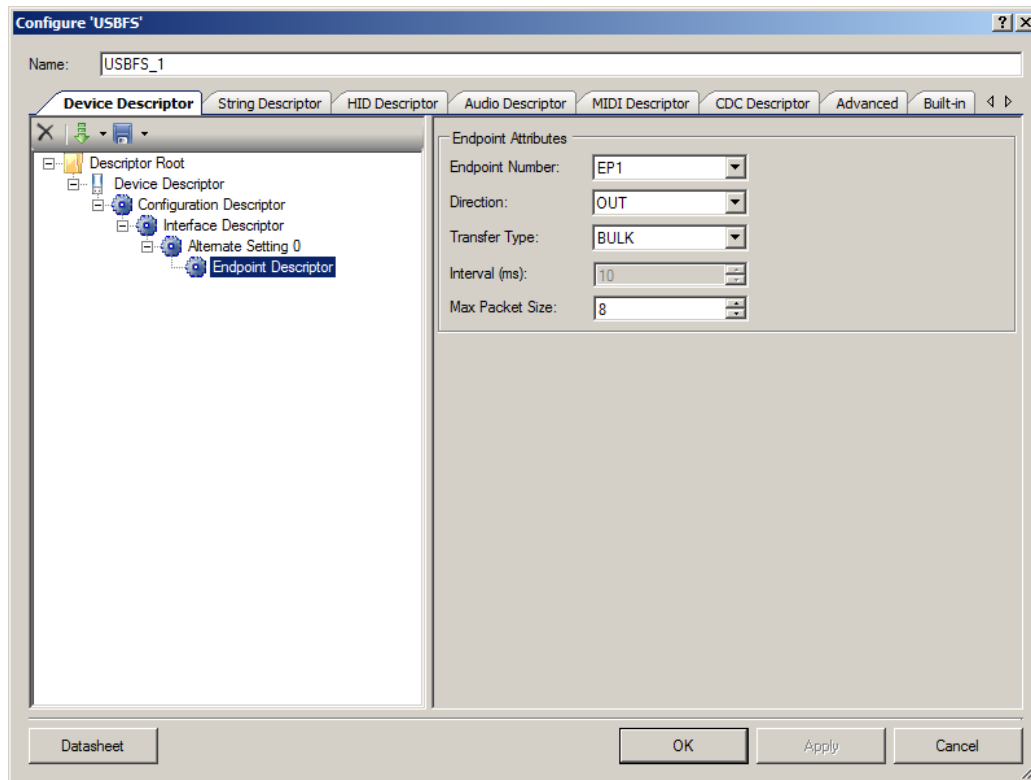 Configure 'USBFS'
Name: USBFS_1
Device Descriptor String Descriptor HID Descriptor Audio Descriptor MIDI Descriptor CDC Descriptor Advanced Built-in
Descriptor Root
Device Descriptor
Configuration Descriptor
Interface Descriptor
Alternate Setting 0
Endpoint Descriptor
Endpoint Attributes
Endpoint Number: EP1
Direction: OUT
Transfer Type: BULK
Interval (ms): 10
Max Packet Size: 8
Datasheet OK Apply Cancel